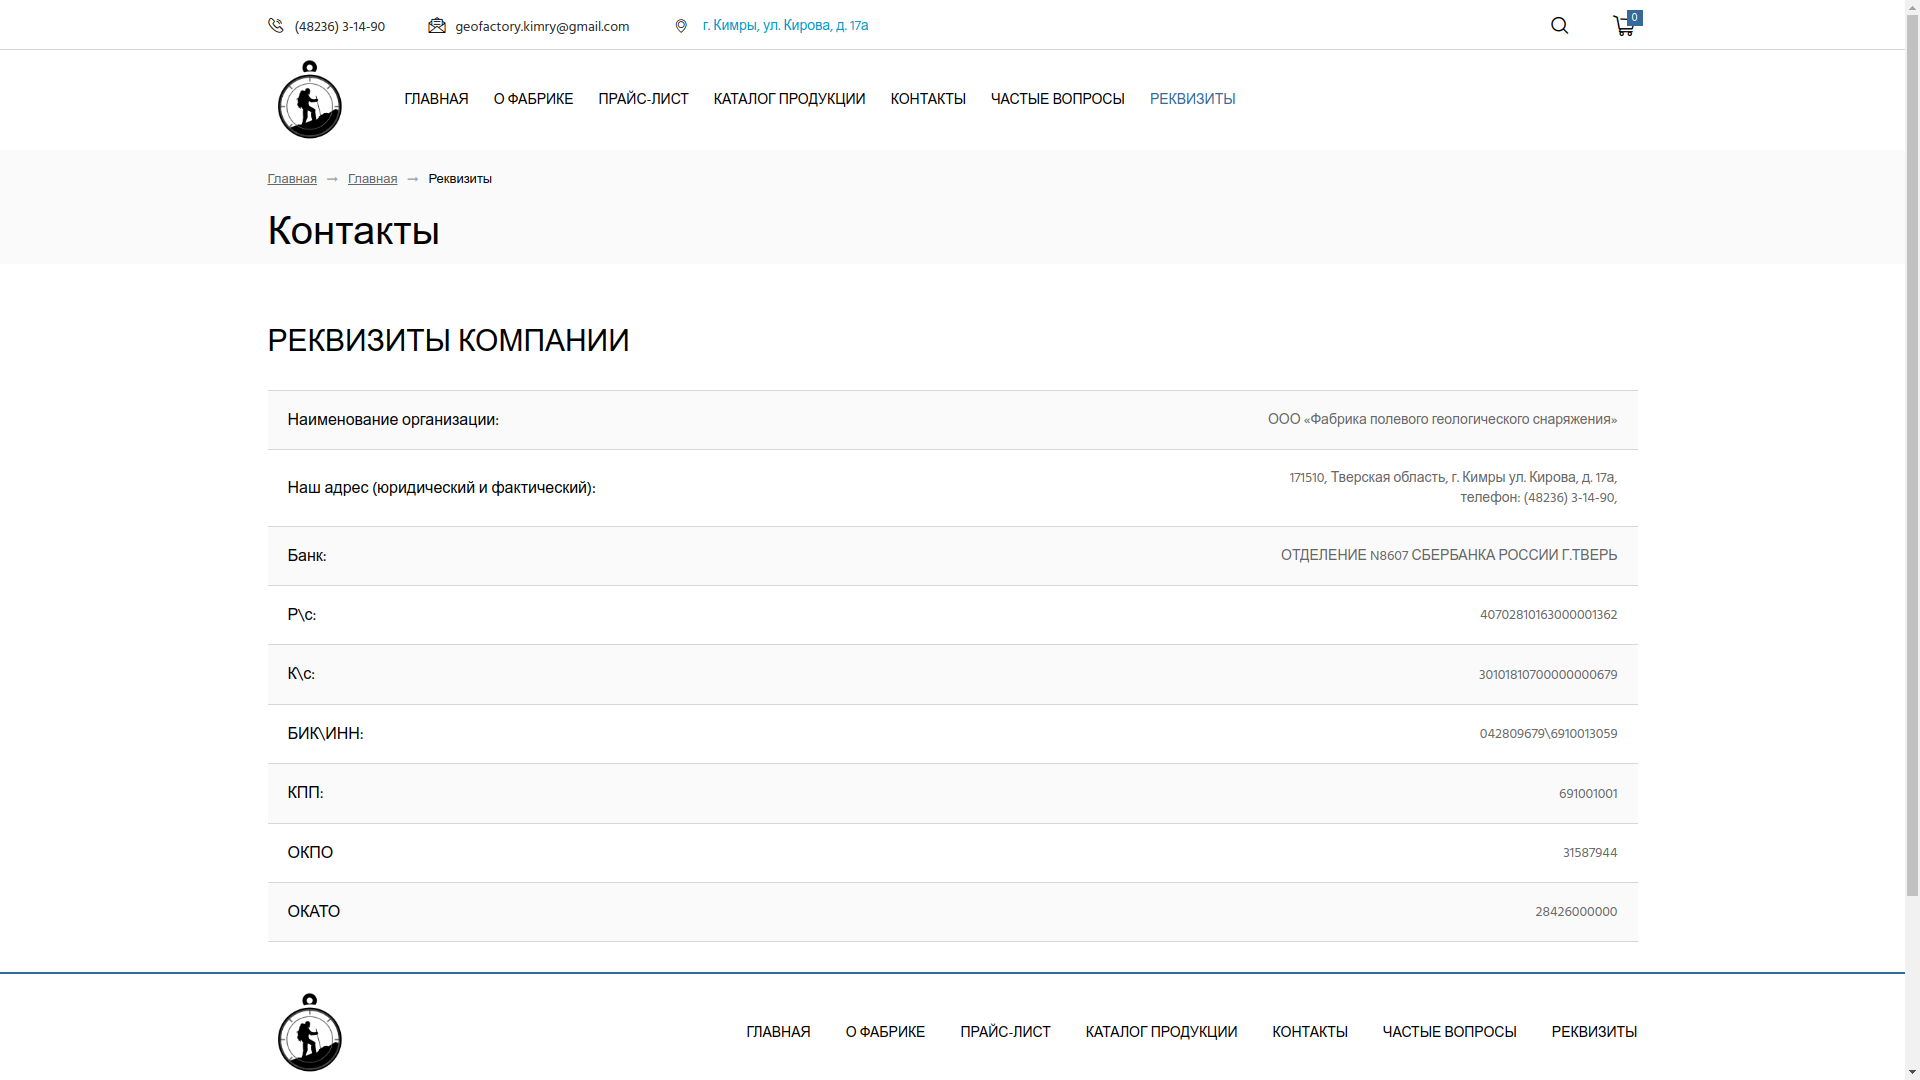 (48236) 3-14-90
geofactory.kimry@gmail.com
г. Кимры, ул. Кирова, д. 17а
0
ГЛАВНАЯ О ФАБРИКЕ ПРАЙС-ЛИСТ КАТАЛОГ ПРОДУКЦИИ КОНТАКТЫ ЧАСТЫЕ ВОПРОСЫ РЕКВИЗИТЫ
Главная → Главная → Реквизиты
Контакты
РЕКВИЗИТЫ КОМПАНИИ
Наименование организации: ООО «Фабрика полевого геологического снаряжения»
Наш адрес (юридический и фактический): 171510, Тверская область, г. Кимры ул. Кирова, д. 17а,
телефон: (48236) 3-14-90,
Банк: ОТДЕЛЕНИЕ N8607 СБЕРБАНКА РОССИИ Г.ТВЕРЬ
Р\с: 40702810163000001362
К\с: 30101810700000000679
БИК\ИНН: 042809679\6910013059
КПП: 691001001
ОКПО 31587944
ОКАТО 28426000000
ГЛАВНАЯ О ФАБРИКЕ ПРАЙС-ЛИСТ КАТАЛОГ ПРОДУКЦИИ КОНТАКТЫ ЧАСТЫЕ ВОПРОСЫ РЕКВИЗИТЫ